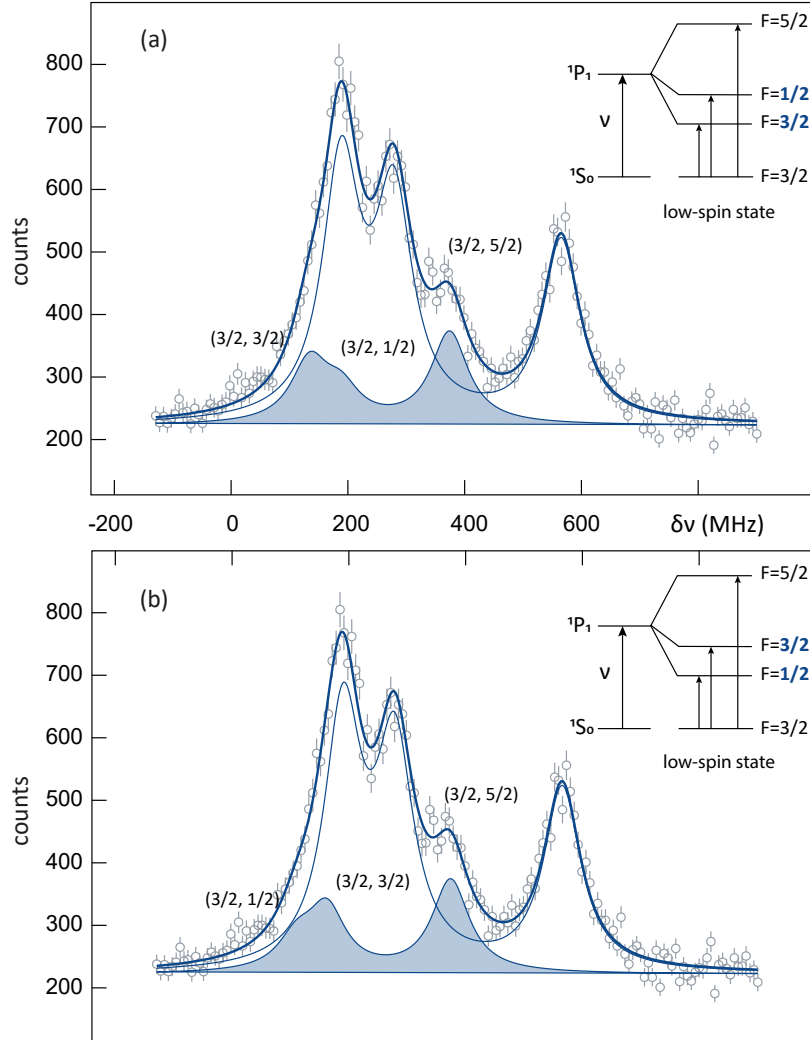 (a)
counts
800
700
600
500
400
300
200
(3/2, 3/2)
(3/2, 1/2)
(3/2, 5/2)
¹P₁
ν
¹S₀
F=5/2
F=1/2
F=3/2
F=3/2
low-spin state
-200
0
200
400
600
δν (MHz)
(b)
counts
800
700
600
500
400
300
200
(3/2, 1/2)
(3/2, 3/2)
(3/2, 5/2)
¹P₁
ν
¹S₀
F=5/2
F=3/2
F=1/2
F=3/2
low-spin state